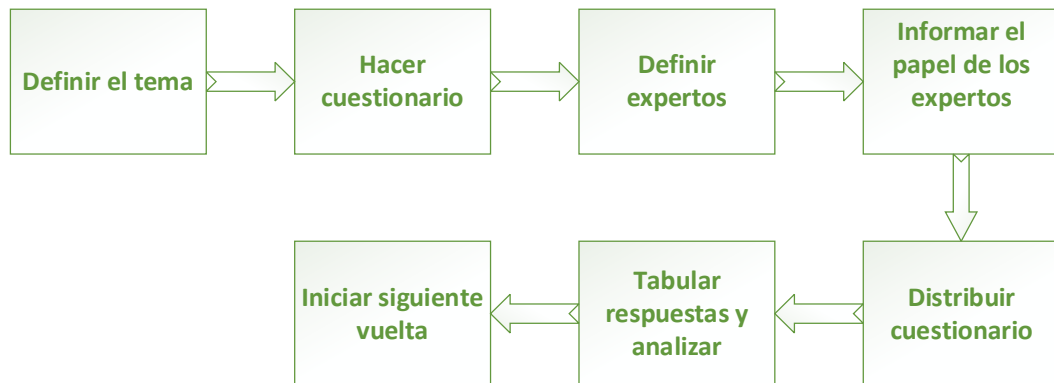 Definir el tema
Hacer
cuestionario
Definir
expertos
Informar el
papel de los
expertos
Distribuir
cuestionario
Tabular
respuestas y
analizar
Iniciar siguiente
vuelta